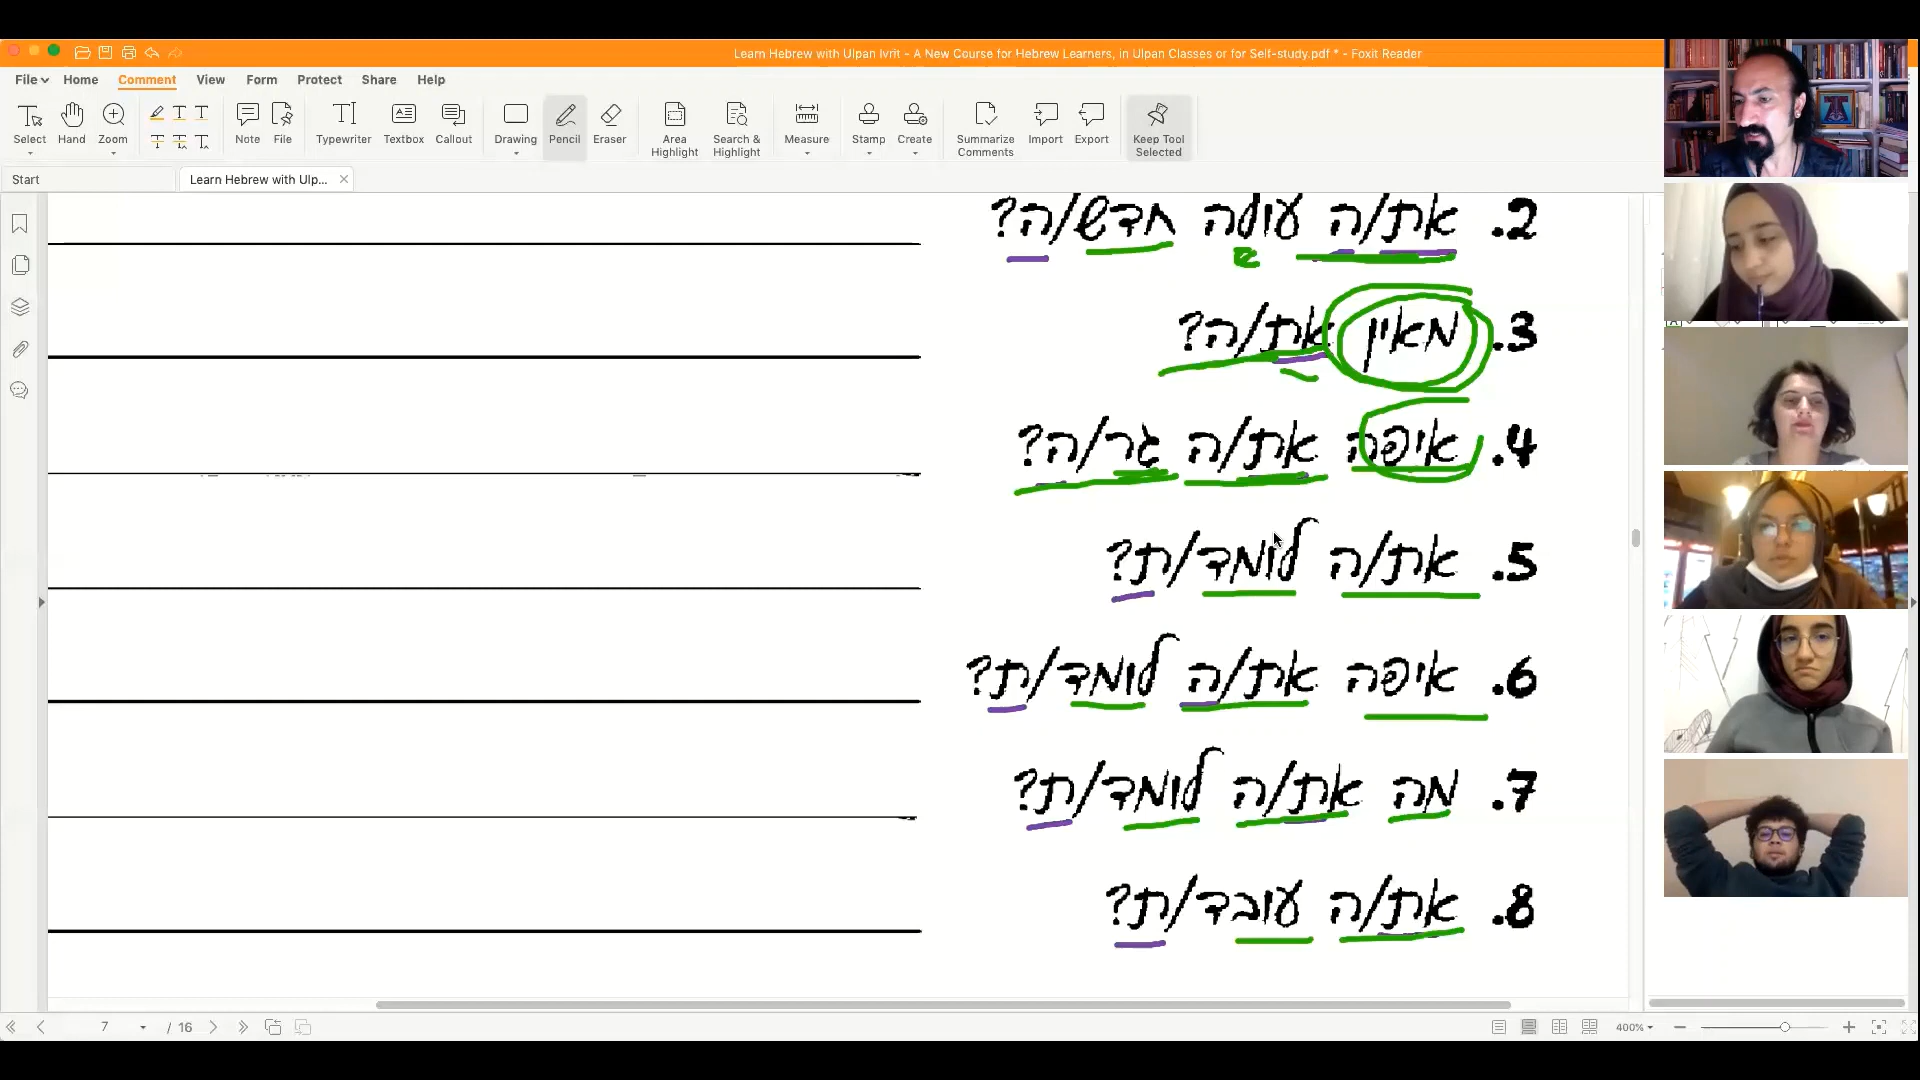 Learn Hebrew with Ulpan Ivrit - A New Course for Hebrew Learners, in Ulpan Classes or for Self-study.pdf * - Foxit Reader
File Home Comment View Form Protect Share Help
Select Hand Zoom Note File Typewriter Textbox Callout Drawing Pencil Eraser Area Highlight Search & Highlight Measure Stamp Create Summarize Comments Import Export Keep Tool Selected
Start Learn Hebrew with Ulp...
2. את/ה עולה חדש/ה?
3. מאין את/ה?
4. איפה את/ה גר/ה?
5. את/ה לומד/ת?
6. איפה את/ה לומד/ת?
7. מה את/ה לומד/ת?
8. את/ה עובד/ת?
7 / 16 400%